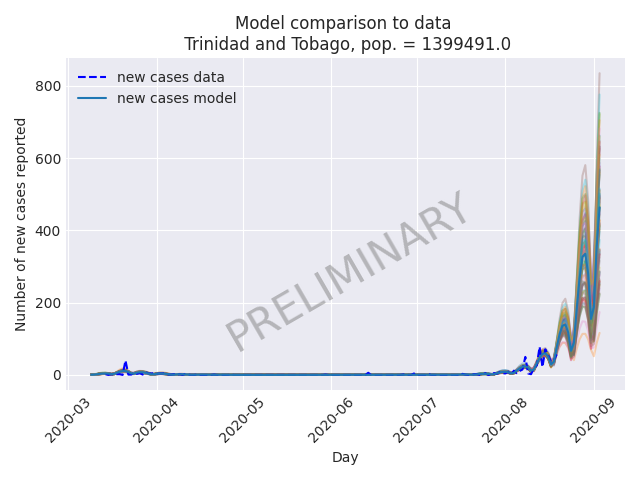 Model comparison to data
Trinidad and Tobago, pop. = 1399491.0
new cases data
new cases model
800
600
400
200
0
Number of new cases reported
PRELIMINARY
2020-03
2020-04
2020-05
2020-06
2020-07
2020-08
2020-09
Day